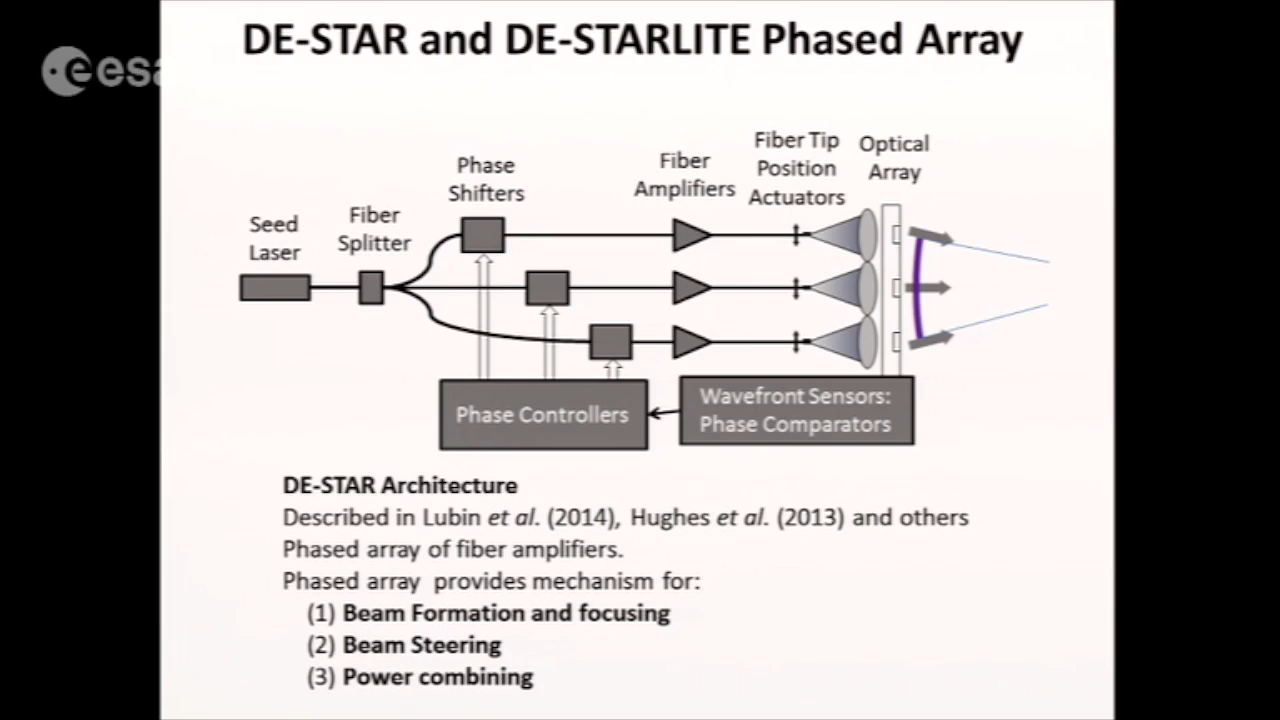 DE-STAR and DE-STARLITE Phased Array
esa
Seed
Laser
Fiber
Splitter
Phase
Shifters
Fiber
Amplifiers
Fiber Tip
Position
Actuators
Optical
Array
Phase Controllers
Wavefront Sensors:
Phase Comparators
DE-STAR Architecture
Described in Lubin et al. (2014), Hughes et al. (2013) and others
Phased array of fiber amplifiers.
Phased array provides mechanism for:
(1) Beam Formation and focusing
(2) Beam Steering
(3) Power combining